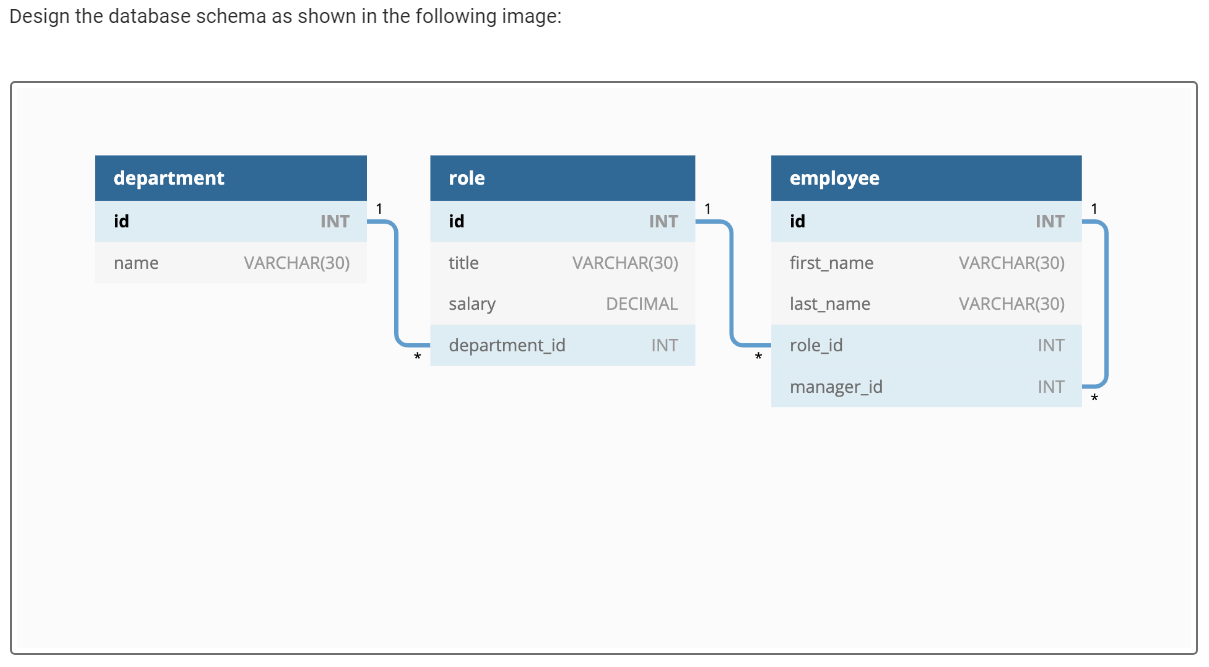 Design the database schema as shown in the following image:
department
id INT
name VARCHAR(30)
1
*
role
id INT
title VARCHAR(30)
salary DECIMAL
department_id INT
1
*
employee
id INT
first_name VARCHAR(30)
last_name VARCHAR(30)
role_id INT
manager_id INT
1
*